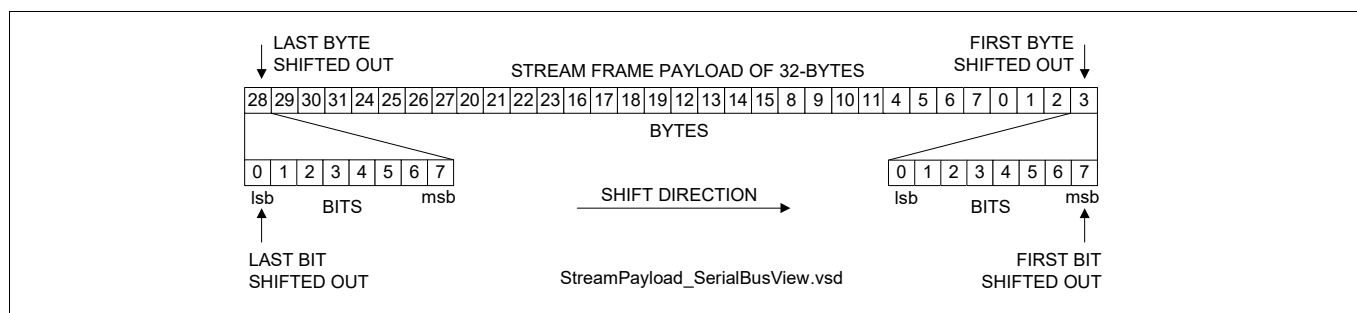 LAST BYTE
SHIFTED OUT
FIRST BYTE
SHIFTED OUT
STREAM FRAME PAYLOAD OF 32-BYTES
28 29 30 31 24 25 26 27 20 21 22 23 16 17 18 19 12 13 14 15 8 9 10 11 4 5 6 7 0 1 2 3
BYTES
0 1 2 3 4 5 6 7
lsb BITS msb
SHIFT DIRECTION
0 1 2 3 4 5 6 7
lsb BITS msb
LAST BIT
SHIFTED OUT
StreamPayload_SerialBusView.vsd
FIRST BIT
SHIFTED OUT